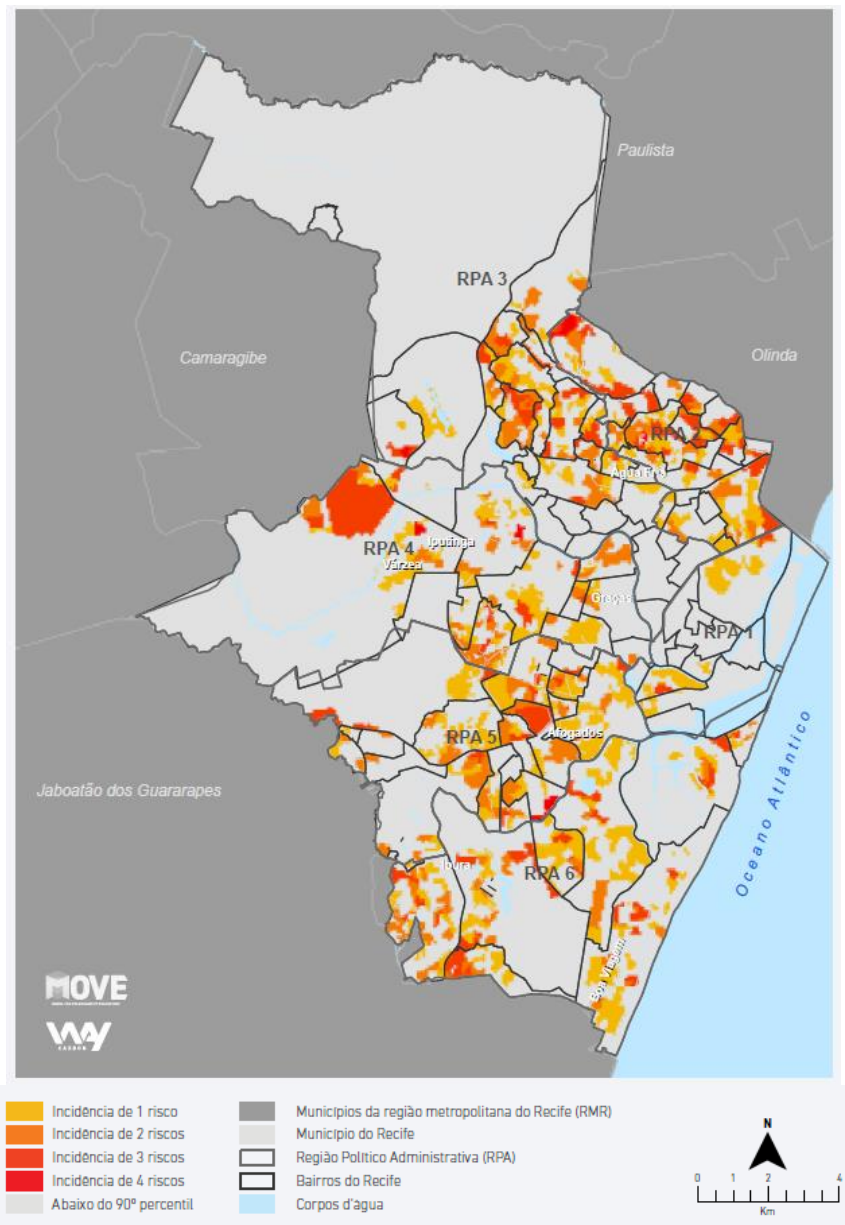 Paulista
RPA 3
Camaragibe
Olinda
RPA 2
Água Fria
RPA 4
Iputinga
Várzea
Graças
RPA 1
RPA 5
Afogados
Jaboatão dos Guararapes
Oceano Atlântico
Ibura
RPA 6
Boa Viagem
MOVE
WAY
CARBON
Incidência de 1 risco
Incidência de 2 riscos
Incidência de 3 riscos
Incidência de 4 riscos
Abaixo do 90º percentil
Municípios da região metropolitana do Recife (RMR)
Município do Recife
Região Político Administrativa (RPA)
Bairros do Recife
Corpos d'água
N
0 1 2 4
Km